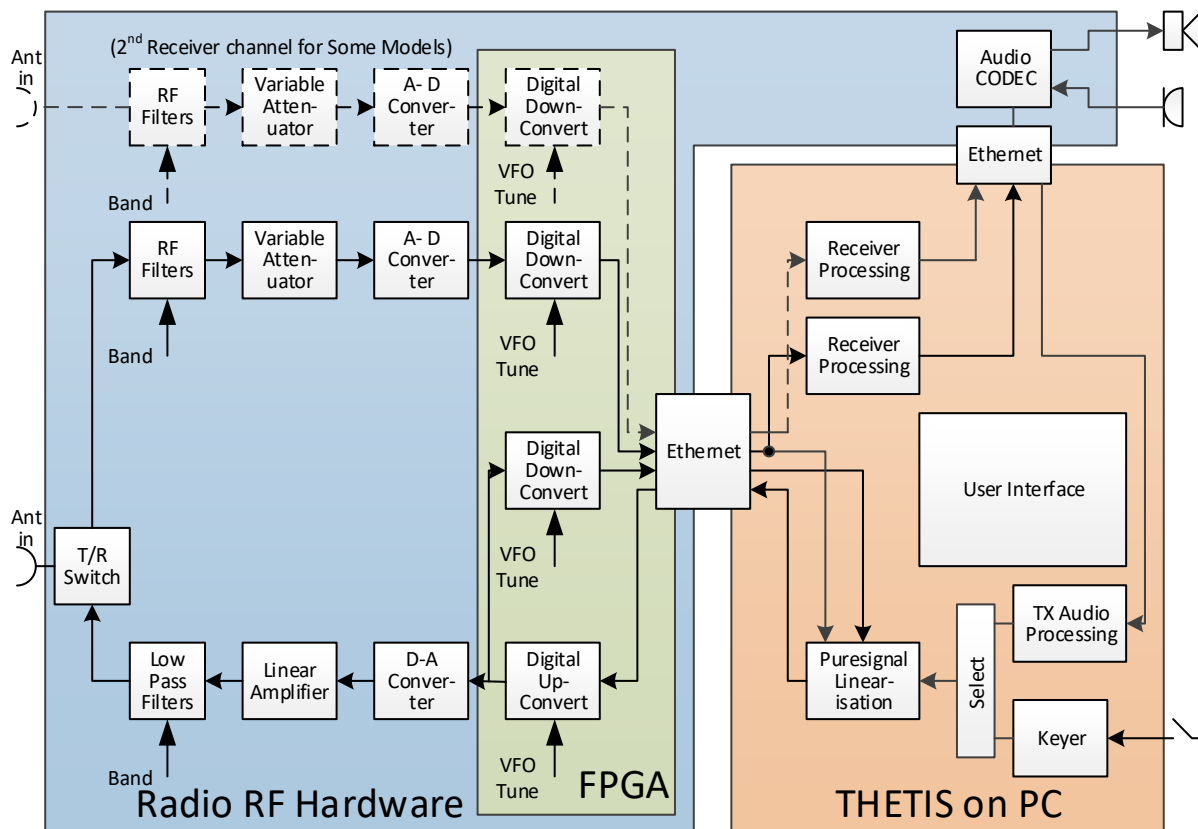 (2nd Receiver channel for Some Models)
Ant
in
RF
Filters
Variable
Atten-
uator
A- D
Conver-
ter
Digital
Down-
Convert
Audio
CODEC
Ethernet
Band
VFO
Tune
RF
Filters
Variable
Atten-
uator
A- D
Conver-
ter
Digital
Down-
Convert
Receiver
Processing
Band
VFO
Tune
Receiver
Processing
Ethernet
Digital
Down-
Convert
User Interface
Ant
in
T/R
Switch
VFO
Tune
TX Audio
Processing
Low
Pass
Filters
Linear
Amplifier
D-A
Converter
Digital
Up-
Convert
Puresignal
Linear-
isation
Select
Keyer
Band
VFO
Tune
Radio RF Hardware
FPGA
THETIS on PC